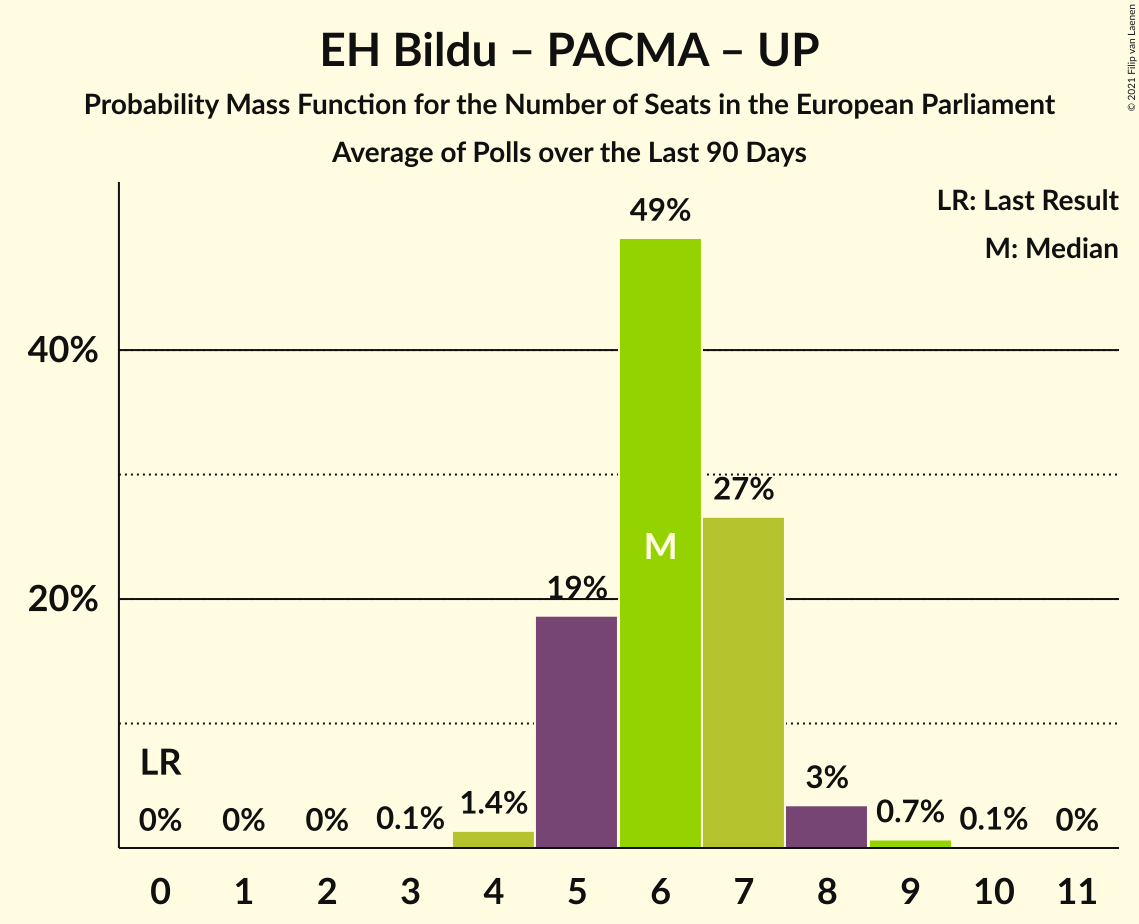 EH Bildu – PACMA – UP
Probability Mass Function for the Number of Seats in the European Parliament
Average of Polls over the Last 90 Days
© 2021 Filip van Laenen
LR: Last Result
M: Median
49%
40%
27%
M
19%
20%
LR
3%
1.4%
0.7%
0% 0% 0% 0.1% 0.1% 0%
0 1 2 3 4 5 6 7 8 9 10 11